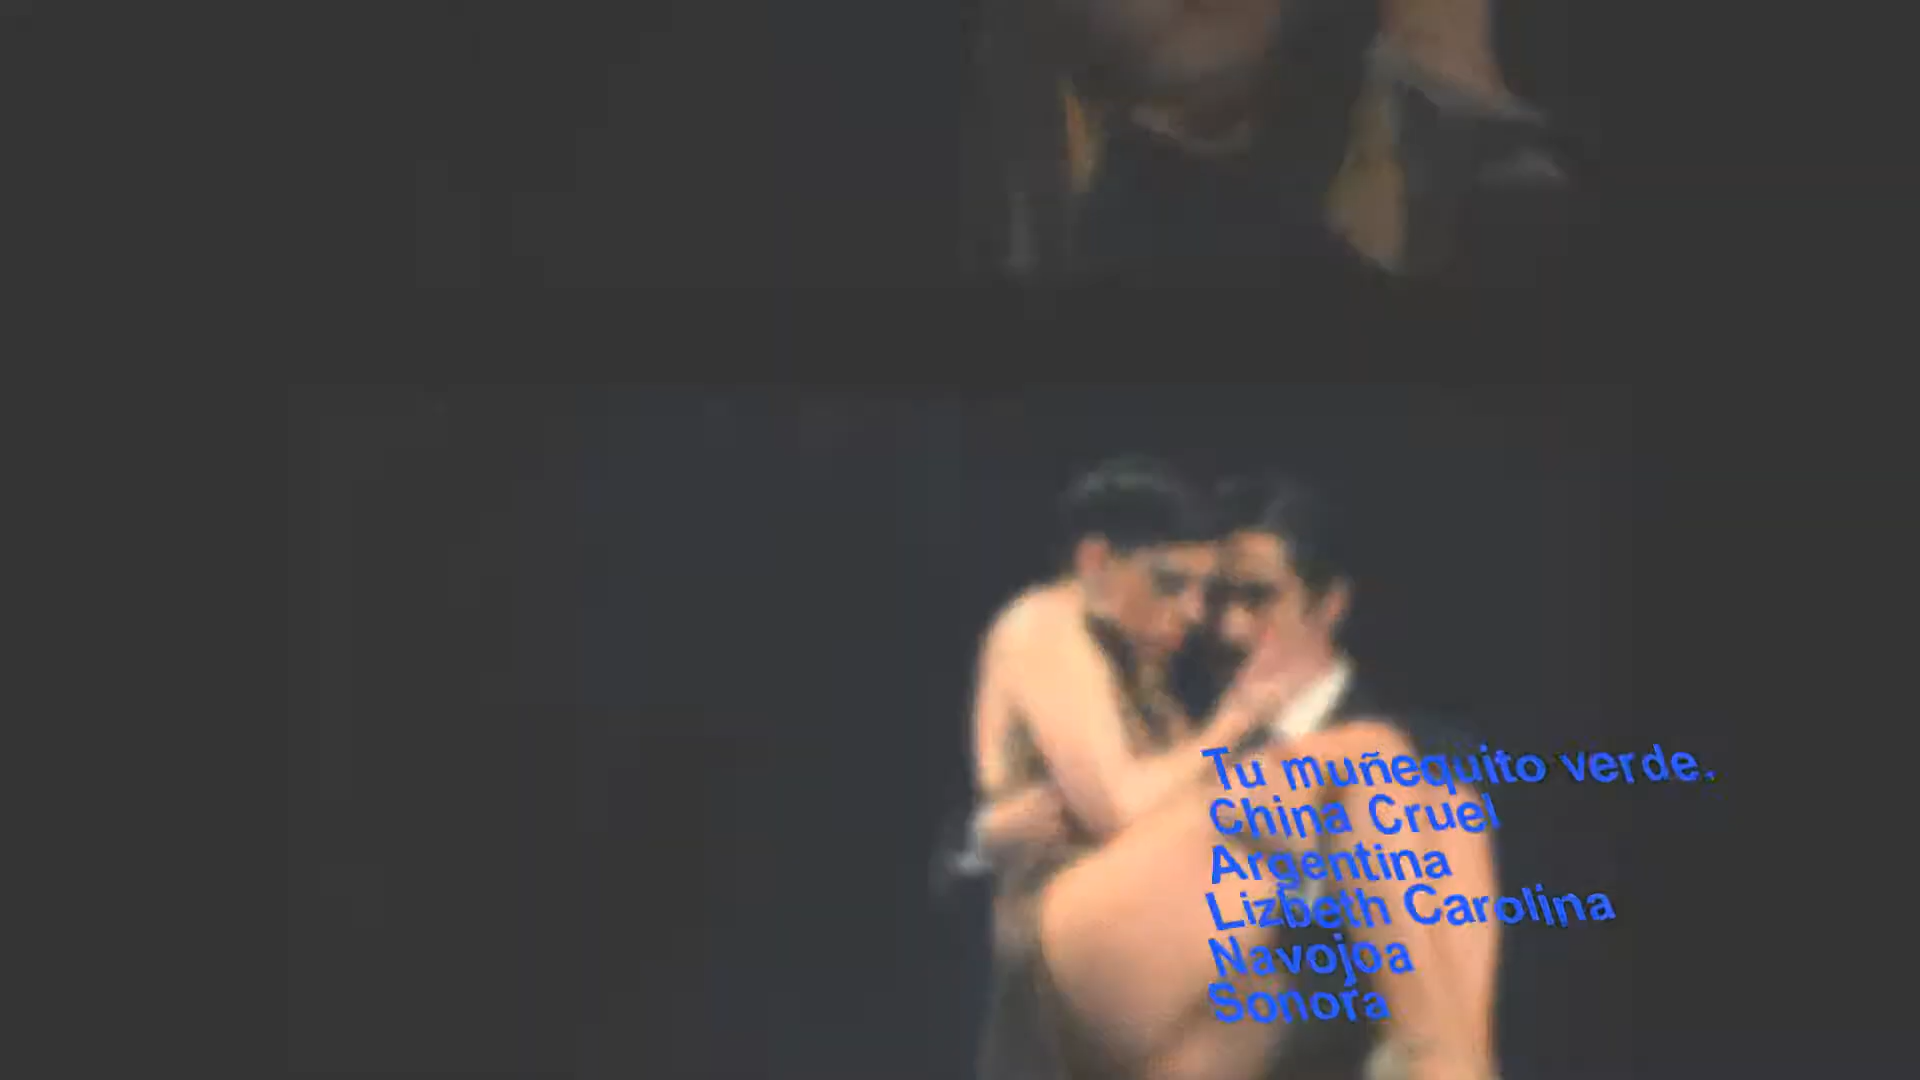 Tu muñequito verde.
China Cruel
Argentina
Lizbeth Carolina
Navojoa
Sonora